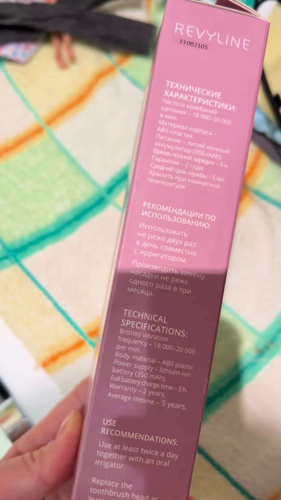 REVYLINE
33002105
ТЕХНИЧЕСКИЕ
ХАРАКТЕРИСТИКИ:
Частота колебаний
щетинок – 18 000–20 000
в мин.
Материал корпуса –
ABS-пластик.
Питание – литий-ионный
аккумулятор (350 mAh).
Время полной зарядки – 3 ч.
Гарантия – 2 года.
Средний срок службы – 5 лет.
Хранить при комнатной
температуре.
РЕКОМЕНДАЦИИ ПО
ИСПОЛЬЗОВАНИЮ:
Использовать
не реже двух раз
в день совместно
с ирригатором.
Производить замену
насадки не реже
одного раза в три
месяца.
TECHNICAL
SPECIFICATIONS:
Bristles vibration
frequency – 18 000–20 000
per min.
Body material – ABS plastic
Power supply – lithium-ion
battery (350 mAh).
Full battery charge time – 3 h.
Warranty – 2 years.
Average lifetime – 5 years.
USE
RECOMMENDATIONS:
Use at least twice a day
together with an oral
irrigator.
Replace the
toothbrush head at